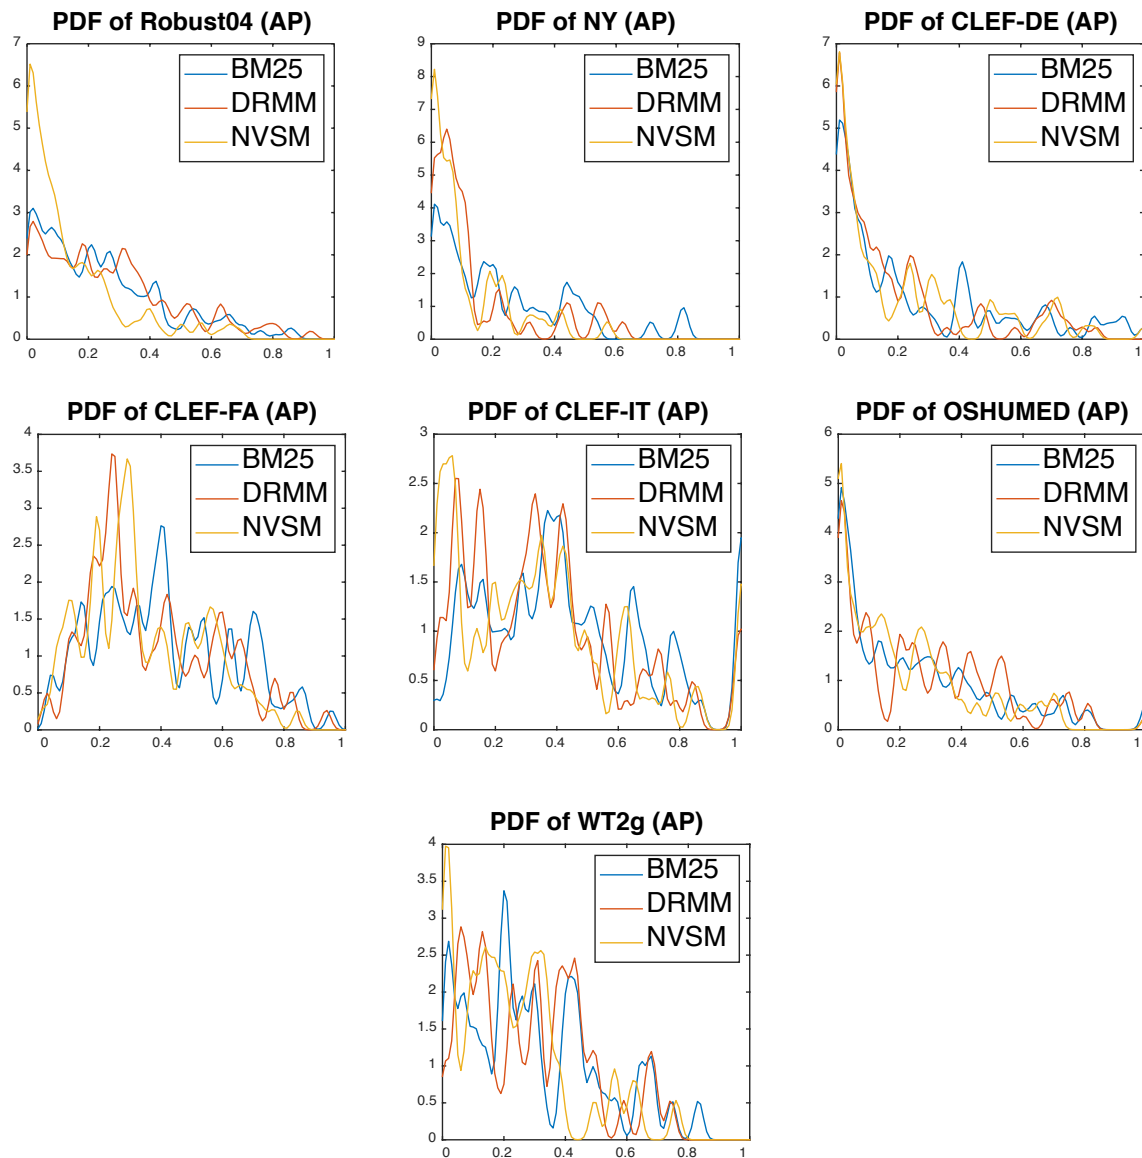 PDF of Robust04 (AP)
7
6
5
4
3
2
1
0
0 0.2 0.4 0.6 0.8 1
BM25
DRMM
NVSM
PDF of NY (AP)
9
8
7
6
5
4
3
2
1
0
0 0.2 0.4 0.6 0.8 1
BM25
DRMM
NVSM
PDF of CLEF-DE (AP)
7
6
5
4
3
2
1
0
0 0.2 0.4 0.6 0.8 1
BM25
DRMM
NVSM
PDF of CLEF-FA (AP)
4
3.5
3
2.5
2
1.5
1
0.5
0
0 0.2 0.4 0.6 0.8 1
BM25
DRMM
NVSM
PDF of CLEF-IT (AP)
3
2.5
2
1.5
1
0.5
0
0 0.2 0.4 0.6 0.8 1
BM25
DRMM
NVSM
PDF of OSHUMED (AP)
6
5
4
3
2
1
0
0 0.2 0.4 0.6 0.8 1
BM25
DRMM
NVSM
PDF of WT2g (AP)
4
3.5
3
2.5
2
1.5
1
0.5
0
0 0.2 0.4 0.6 0.8 1
BM25
DRMM
NVSM